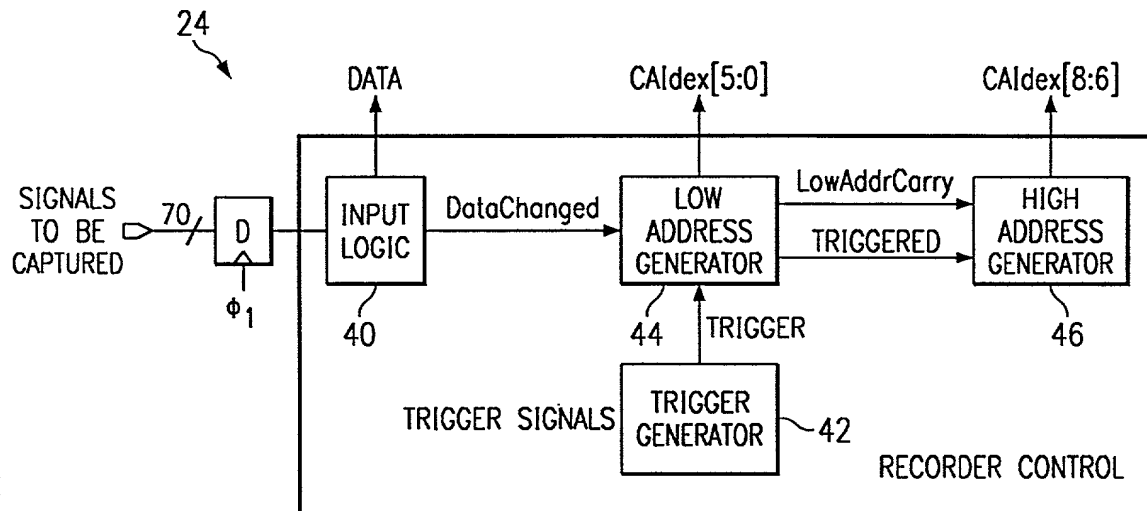 24
DATA
CAIdex[5:0]
CAIdex[8:6]
SIGNALS
TO BE
CAPTURED
70
D
Φ1
INPUT
LOGIC
40
DataChanged
LOW
ADDRESS
GENERATOR
44
LowAddrCarry
TRIGGERED
HIGH
ADDRESS
GENERATOR
46
TRIGGER
TRIGGER SIGNALS
TRIGGER
GENERATOR
42
RECORDER CONTROL